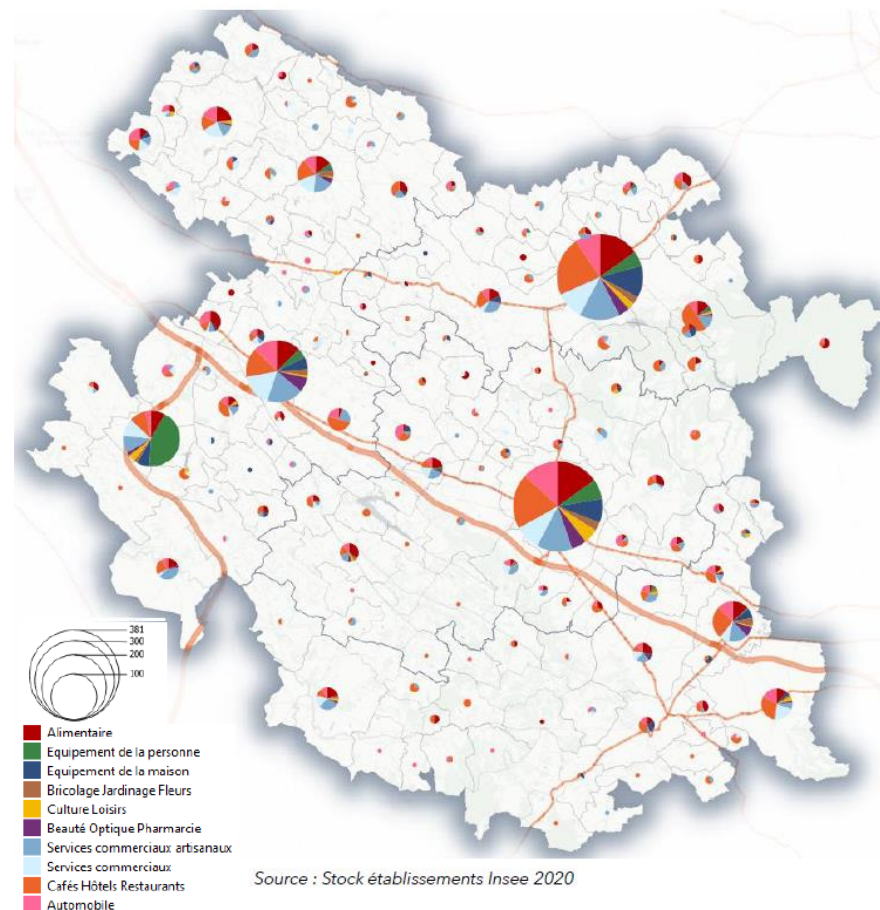 381
300
200
100
Alimentaire
Equipement de la personne
Equipement de la maison
Bricolage Jardinage Fleurs
Culture Loisirs
Beauté Optique Pharmarcie
Services commerciaux artisanaux
Services commerciaux
Cafés Hôtels Restaurants
Automobile
Source : Stock établissements Insee 2020